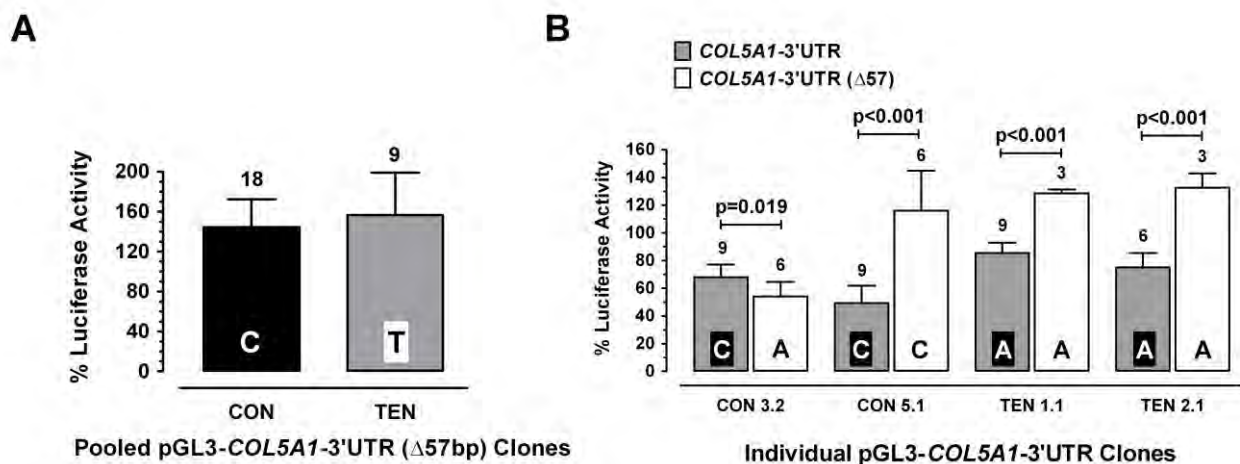 A
% Luciferase Activity
200
160
120
80
40
0
18
9
C
T
CON
TEN
Pooled pGL3-COL5A1-3'UTR (Δ57bp) Clones
B
COL5A1-3'UTR
COL5A1-3'UTR (Δ57)
% Luciferase Activity
160
140
120
100
80
60
40
20
0
p=0.019
p<0.001
p<0.001
p<0.001
9
6
9
6
9
3
6
3
C
A
C
C
A
A
A
A
CON 3.2
CON 5.1
TEN 1.1
TEN 2.1
Individual pGL3-COL5A1-3'UTR Clones